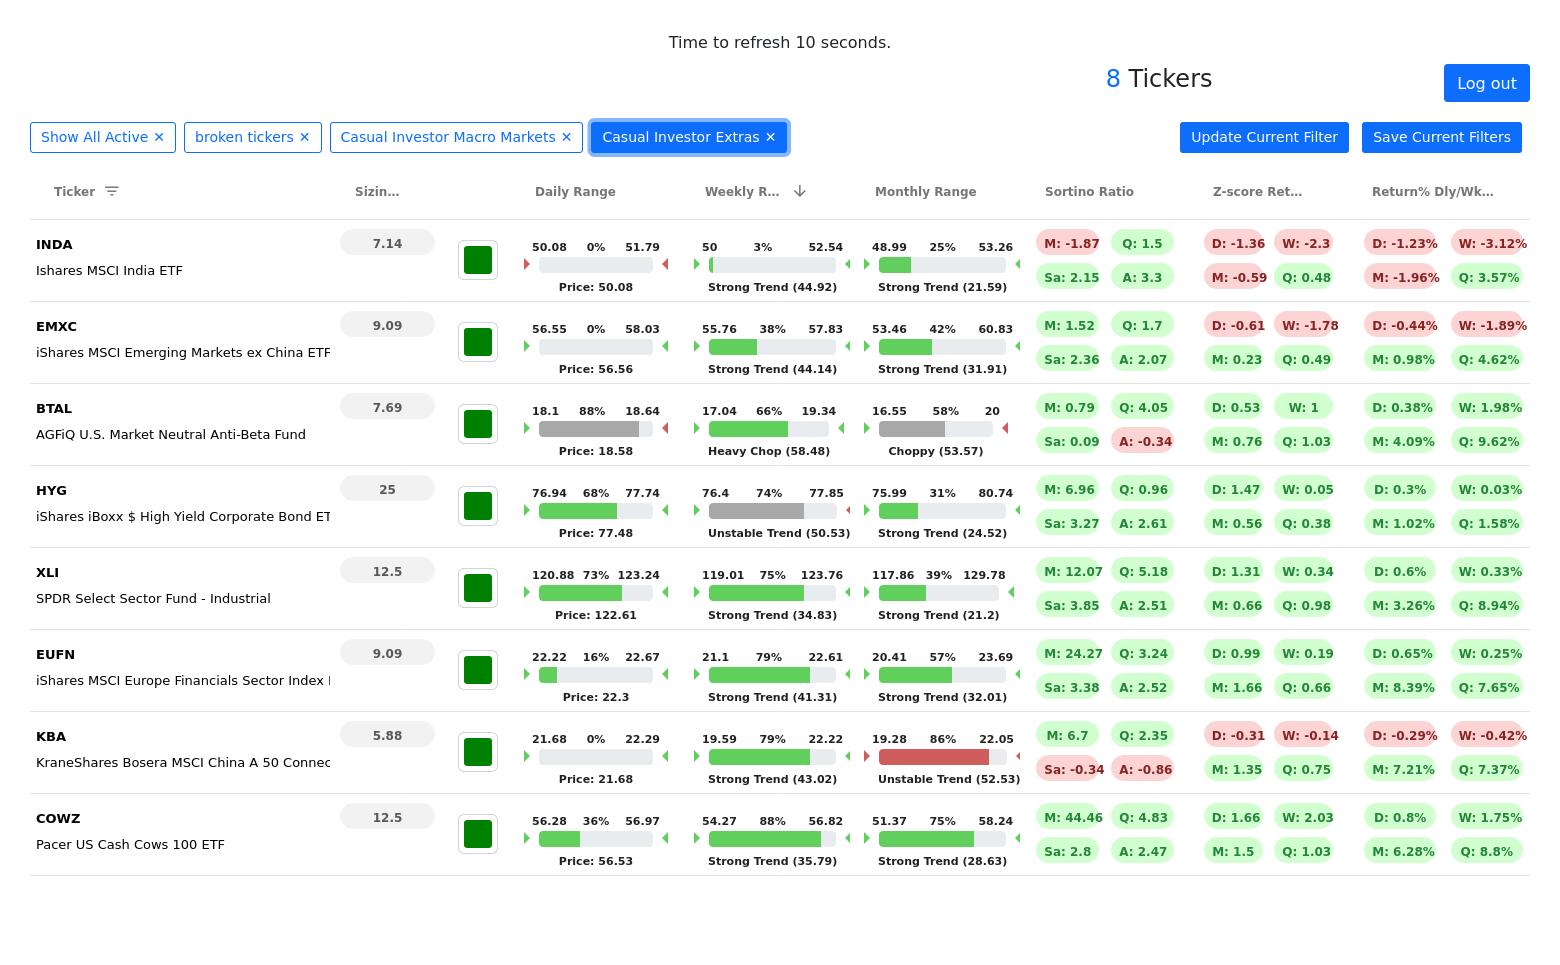 Time to refresh 10 seconds.
8 Tickers
Log out
Show All Active ✕ broken tickers ✕ Casual Investor Macro Markets ✕ Casual Investor Extras ✕ Update Current Filter Save Current Filters
Ticker Sizin... Daily Range Weekly R... Monthly Range Sortino Ratio Z-score Ret... Return% Dly/Wk...
INDA 7.14 50.08 0% 51.79 50 3% 52.54 48.99 25% 53.26 M: -1.87 Q: 1.5 D: -1.36 W: -2.3 D: -1.23% W: -3.12%
Ishares MSCI India ETF Price: 50.08 Strong Trend (44.92) Strong Trend (21.59) Sa: 2.15 A: 3.3 M: -0.59 Q: 0.48 M: -1.96% Q: 3.57%
EMXC 9.09 56.55 0% 58.03 55.76 38% 57.83 53.46 42% 60.83 M: 1.52 Q: 1.7 D: -0.61 W: -1.78 D: -0.44% W: -1.89%
iShares MSCI Emerging Markets ex China ETF Price: 56.56 Strong Trend (44.14) Strong Trend (31.91) Sa: 2.36 A: 2.07 M: 0.23 Q: 0.49 M: 0.98% Q: 4.62%
BTAL 7.69 18.1 88% 18.64 17.04 66% 19.34 16.55 58% 20 M: 0.79 Q: 4.05 D: 0.53 W: 1 D: 0.38% W: 1.98%
AGFiQ U.S. Market Neutral Anti-Beta Fund Price: 18.58 Heavy Chop (58.48) Choppy (53.57) Sa: 0.09 A: -0.34 M: 0.76 Q: 1.03 M: 4.09% Q: 9.62%
HYG 25 76.94 68% 77.74 76.4 74% 77.85 75.99 31% 80.74 M: 6.96 Q: 0.96 D: 1.47 W: 0.05 D: 0.3% W: 0.03%
iShares iBoxx $ High Yield Corporate Bond ET Price: 77.48 Unstable Trend (50.53) Strong Trend (24.52) Sa: 3.27 A: 2.61 M: 0.56 Q: 0.38 M: 1.02% Q: 1.58%
XLI 12.5 120.88 73% 123.24 119.01 75% 123.76 117.86 39% 129.78 M: 12.07 Q: 5.18 D: 1.31 W: 0.34 D: 0.6% W: 0.33%
SPDR Select Sector Fund - Industrial Price: 122.61 Strong Trend (34.83) Strong Trend (21.2) Sa: 3.85 A: 2.51 M: 0.66 Q: 0.98 M: 3.26% Q: 8.94%
EUFN 9.09 22.22 16% 22.67 21.1 79% 22.61 20.41 57% 23.69 M: 24.27 Q: 3.24 D: 0.99 W: 0.19 D: 0.65% W: 0.25%
iShares MSCI Europe Financials Sector Index Price: 22.3 Strong Trend (41.31) Strong Trend (32.01) Sa: 3.38 A: 2.52 M: 1.66 Q: 0.66 M: 8.39% Q: 7.65%
KBA 5.88 21.68 0% 22.29 19.59 79% 22.22 19.28 86% 22.05 M: 6.7 Q: 2.35 D: -0.31 W: -0.14 D: -0.29% W: -0.42%
KraneShares Bosera MSCI China A 50 Connec Price: 21.68 Strong Trend (43.02) Unstable Trend (52.53) Sa: -0.34 A: -0.86 M: 1.35 Q: 0.75 M: 7.21% Q: 7.37%
COWZ 12.5 56.28 36% 56.97 54.27 88% 56.82 51.37 75% 58.24 M: 44.46 Q: 4.83 D: 1.66 W: 2.03 D: 0.8% W: 1.75%
Pacer US Cash Cows 100 ETF Price: 56.53 Strong Trend (35.79) Strong Trend (28.63) Sa: 2.8 A: 2.47 M: 1.5 Q: 1.03 M: 6.28% Q: 8.8%